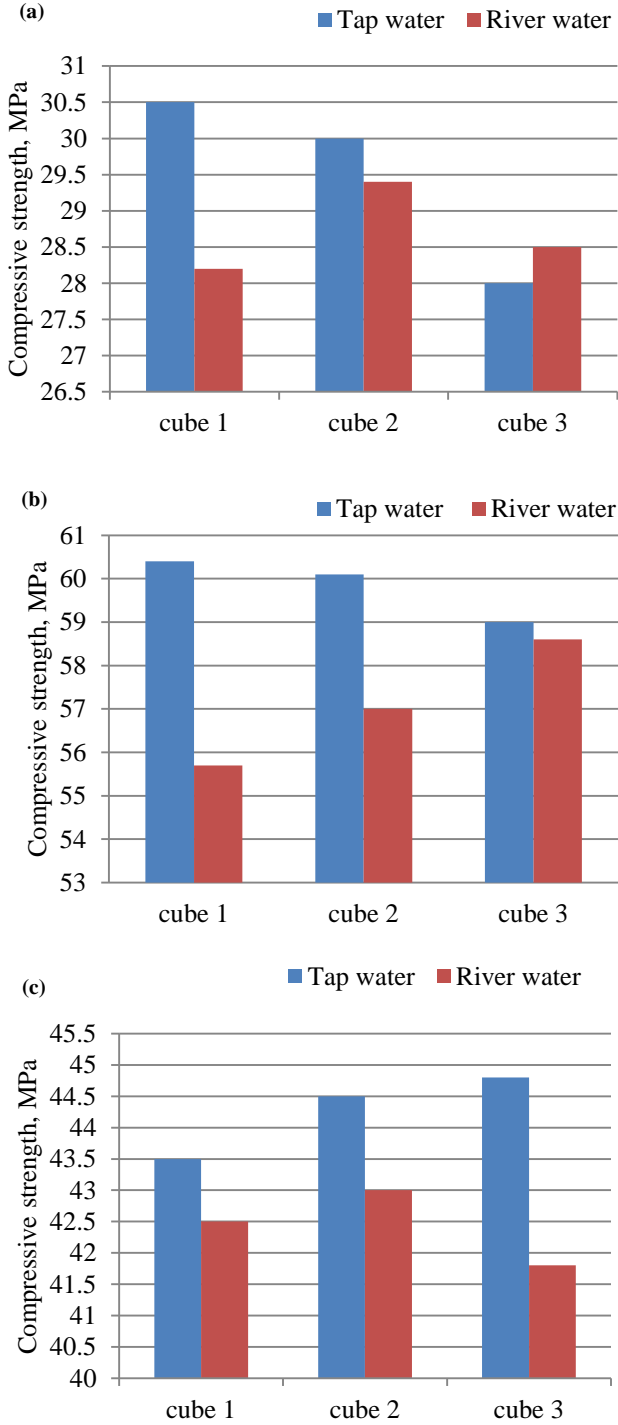 (a)
Tap water River water
Compressive strength, MPa
31
30.5
30
29.5
29
28.5
28
27.5
27
26.5
cube 1 cube 2 cube 3
(b)
Tap water River water
Compressive strength, MPa
61
60
59
58
57
56
55
54
53
cube 1 cube 2 cube 3
(c)
Tap water River water
Compressive strength, MPa
45.5
45
44.5
44
43.5
43
42.5
42
41.5
41
40.5
40
cube 1 cube 2 cube 3